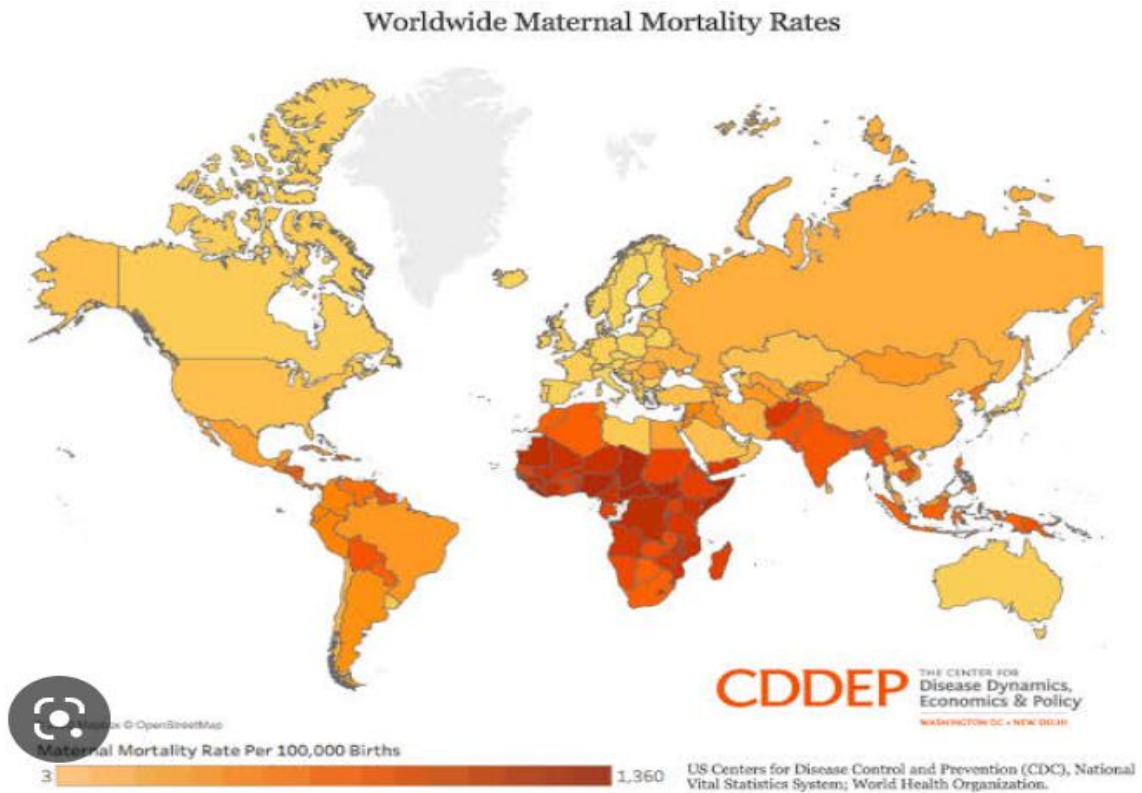 Worldwide Maternal Mortality Rates
CDDEP
THE CENTER FOR
Disease Dynamics,
Economics & Policy
WASHINGTON DC • NEW DELHI
Mapbox © OpenStreetMap
Maternal Mortality Rate Per 100,000 Births
3
1,360
US Centers for Disease Control and Prevention (CDC), National
Vital Statistics System; World Health Organization.